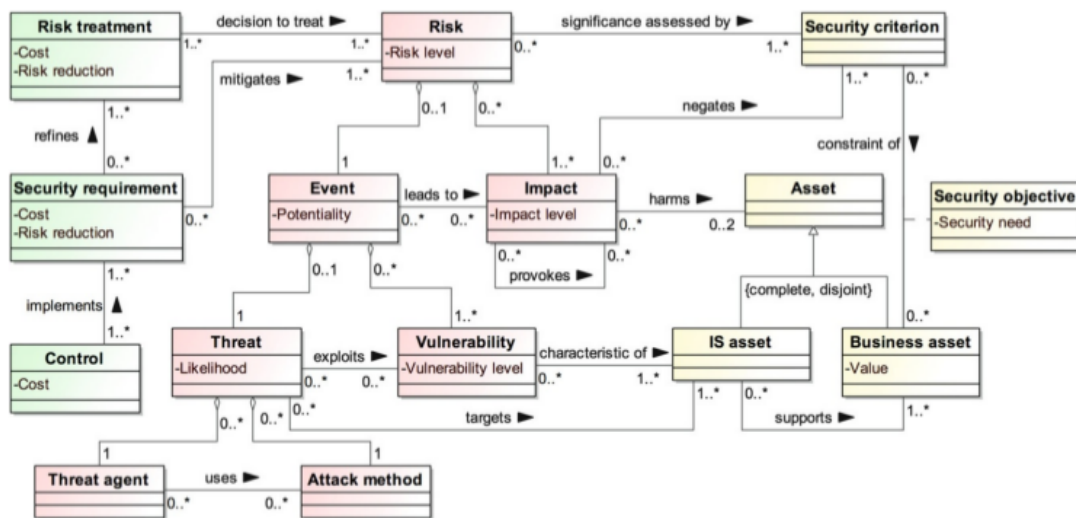 Risk treatment
-Cost
-Risk reduction
decision to treat
1..*
1..*
Risk
-Risk level
significance assessed by
0..*
1..*
Security criterion
mitigates
1..*
0..1
0..*
1..*
0..*
1..*
refines
0..*
negates
constraint of
1
1..*
0..*
Security requirement
-Cost
-Risk reduction
0..*
Event
-Potentiality
leads to
0..*
0..*
Impact
-Impact level
harms
0..*
0..2
Asset
Security objective
-Security need
0..*
0..*
provokes
0..1
0..*
1..*
implements
1..*
{complete, disjoint}
1
1..*
0..*
Control
-Cost
Threat
-Likelihood
exploits
0..*
0..*
Vulnerability
-Vulnerability level
characteristic of
0..*
1..*
IS asset
Business asset
-Value
0..*
0..*
0..*
targets
1..*
0..*
supports
1..*
1
1
Threat agent
uses
0..*
0..*
Attack method